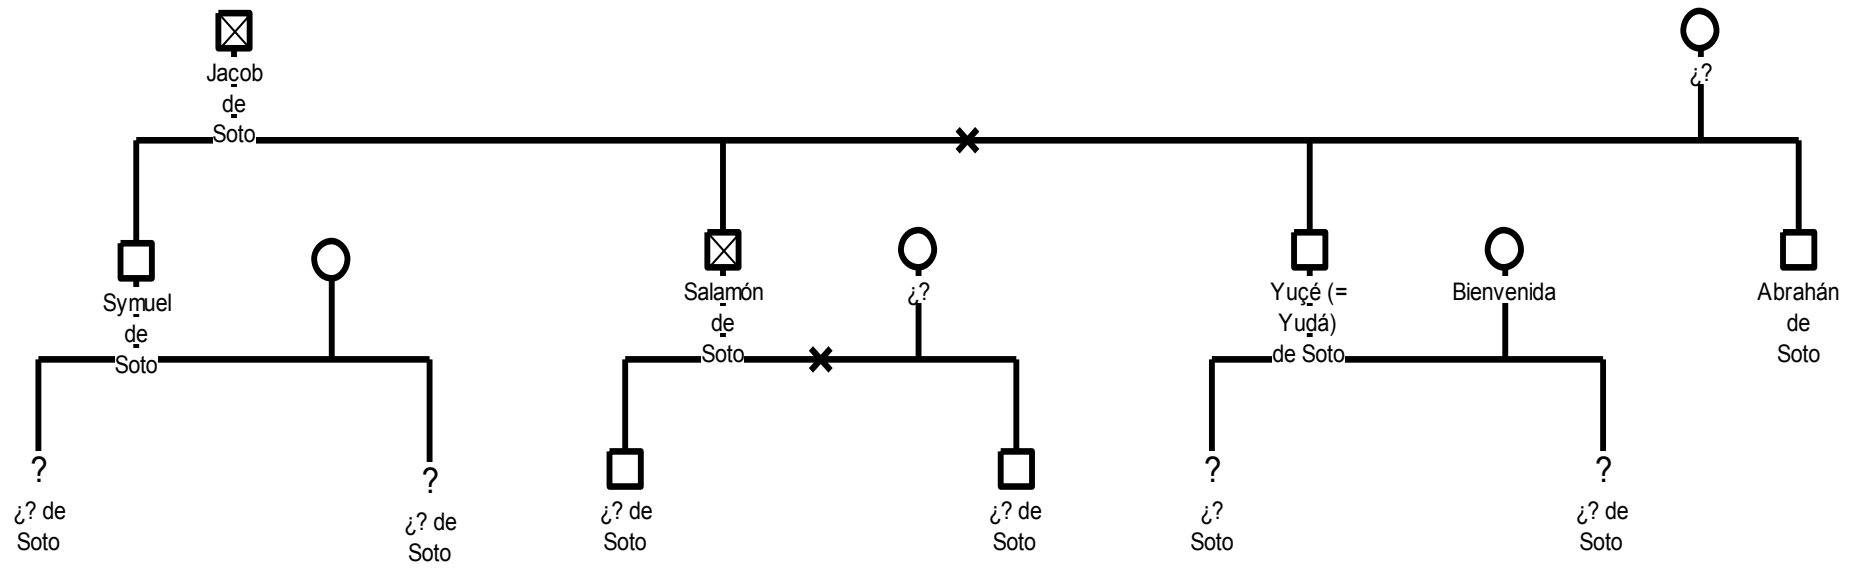 Jacob
de
Soto
¿?
Symuel
de
Soto
Salamón
de
Soto
¿?
Yuçé (=
Yudá)
de Soto
Bienvenida
Abrahán
de
Soto
?
¿? de
Soto
?
¿? de
Soto
¿? de
Soto
¿? de
Soto
?
¿?
Soto
?
¿? de
Soto